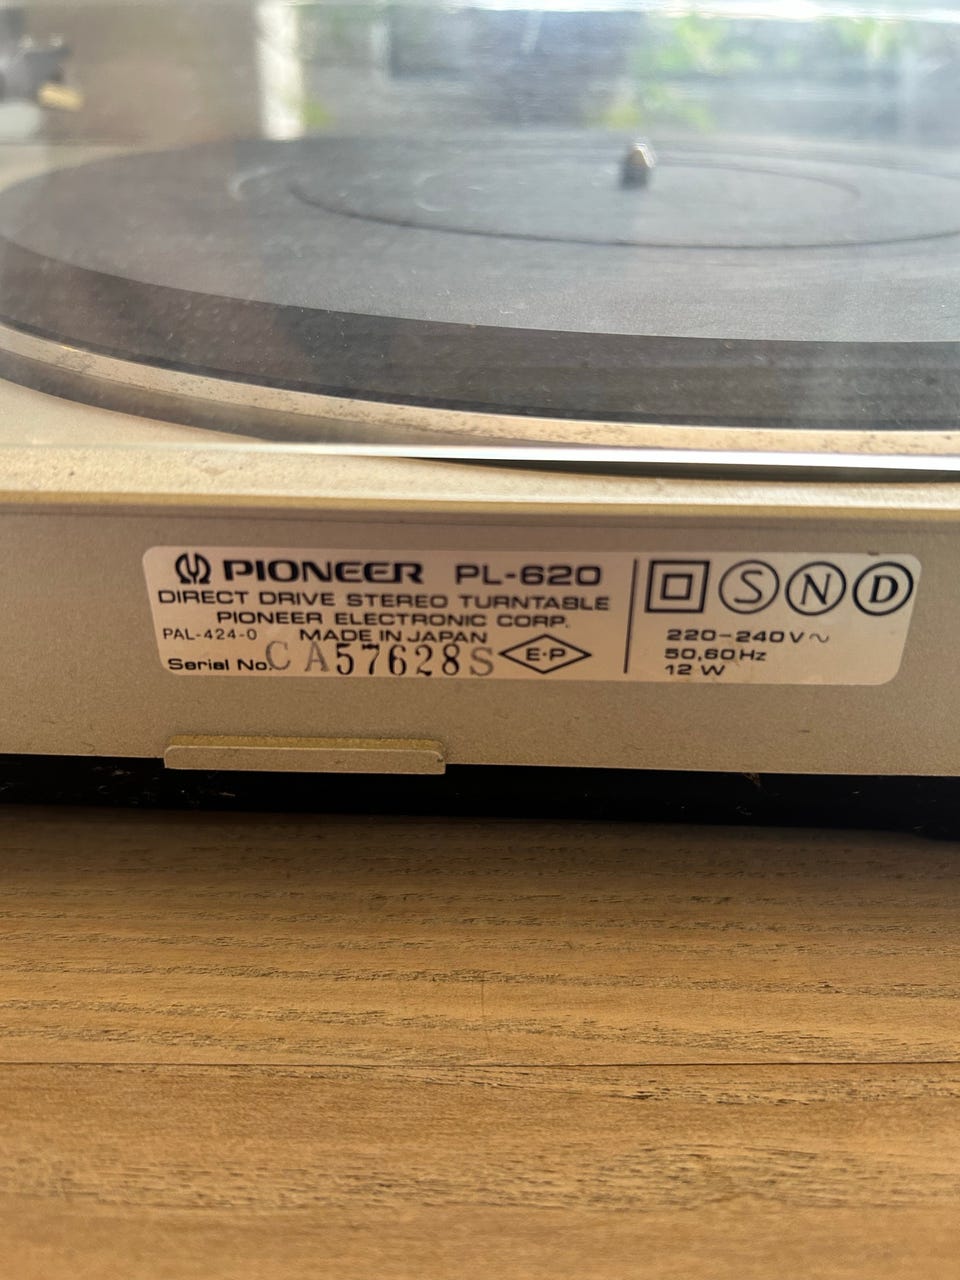 PIONEER PL-620
DIRECT DRIVE STEREO TURNTABLE
PIONEER ELECTRONIC CORP.
PAL-424-0 MADE IN JAPAN
Serial No. CA57628S E·P
S N D
220-240V~
50,60Hz
12W